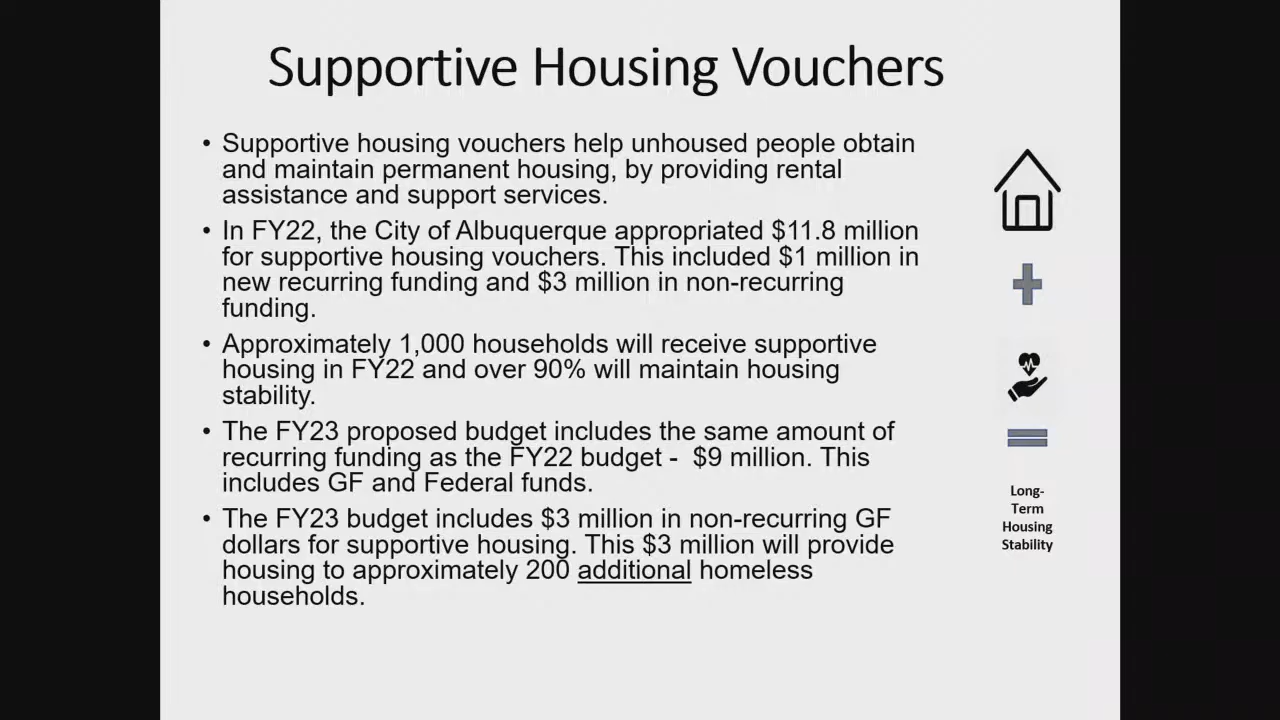 Supportive Housing Vouchers
• Supportive housing vouchers help unhoused people obtain
and maintain permanent housing, by providing rental
assistance and support services.
• In FY22, the City of Albuquerque appropriated $11.8 million
for supportive housing vouchers. This included $1 million in
new recurring funding and $3 million in non-recurring
funding.
• Approximately 1,000 households will receive supportive
housing in FY22 and over 90% will maintain housing
stability.
• The FY23 proposed budget includes the same amount of
recurring funding as the FY22 budget - $9 million. This
includes GF and Federal funds.
• The FY23 budget includes $3 million in non-recurring GF
dollars for supportive housing. This $3 million will provide
housing to approximately 200 additional homeless
households.
Long-
Term
Housing
Stability